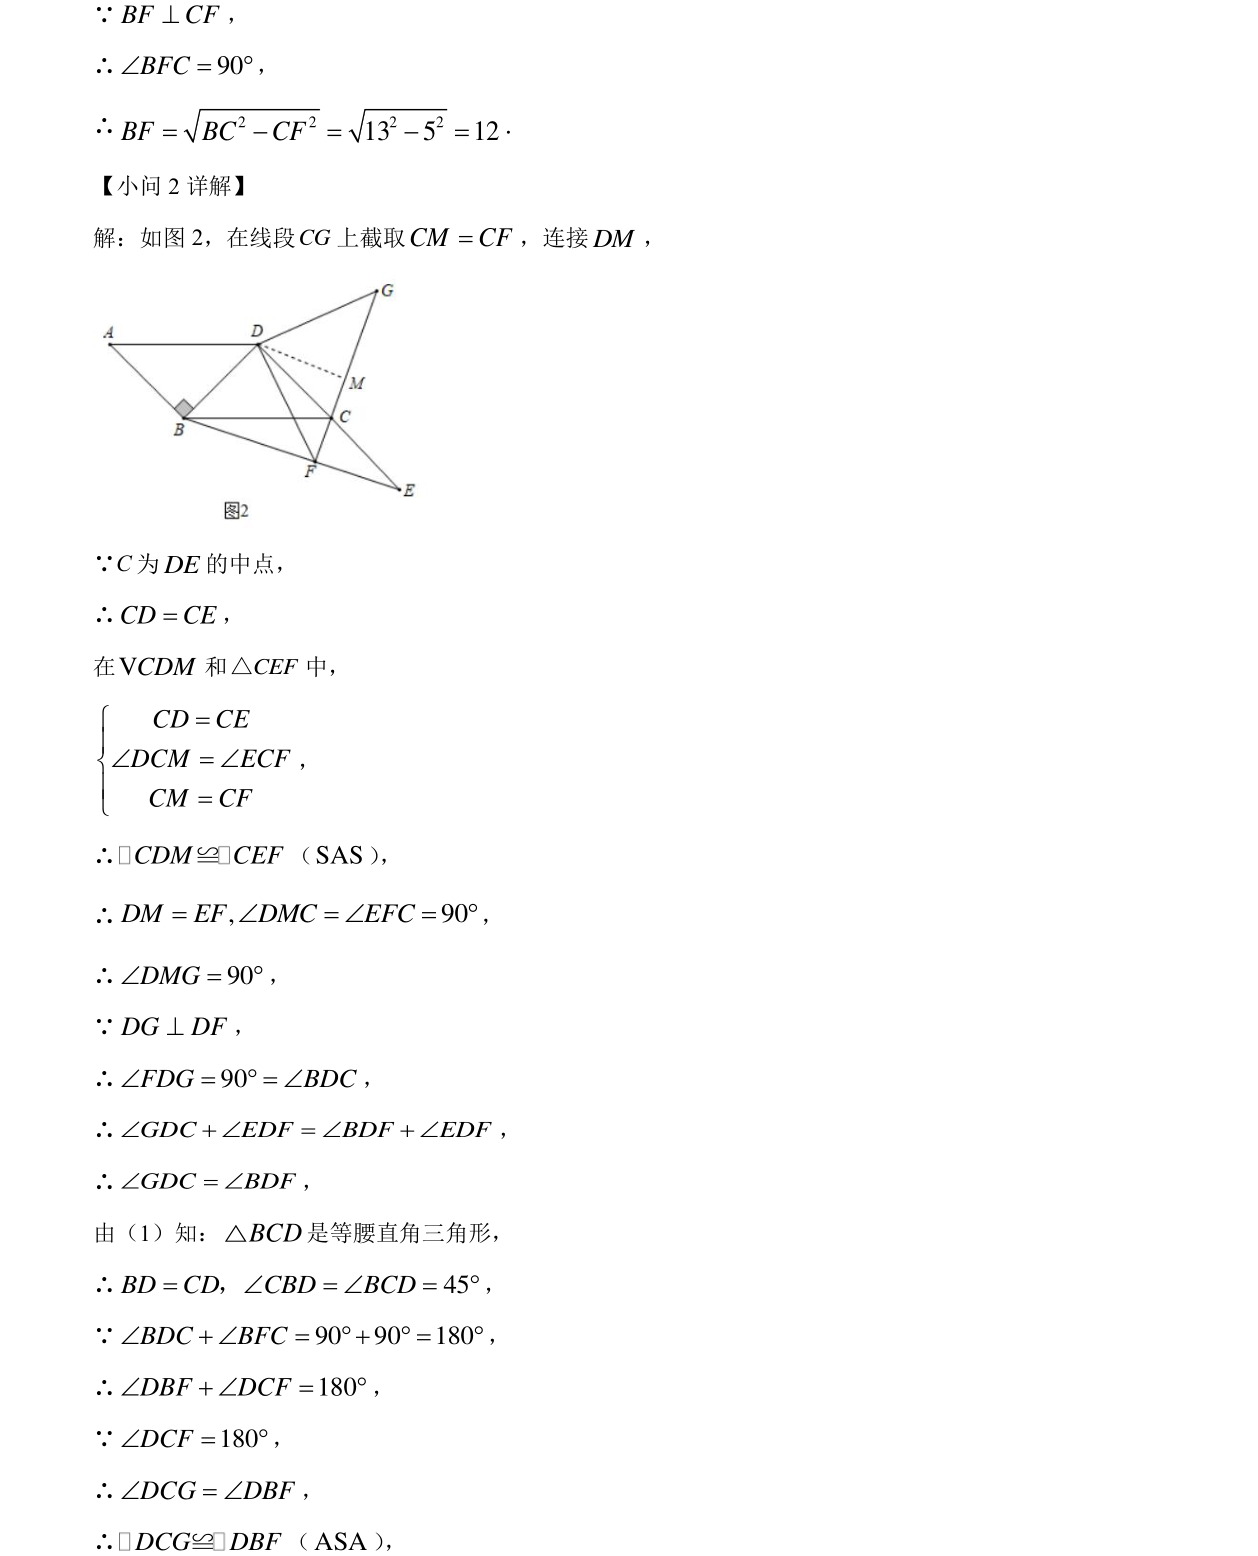 ∵ BF ⊥ CF ，
∴ ∠BFC = 90°，
∴ BF = √(BC² − CF²) = √(13² − 5²) = 12 .
【小问 2 详解】
解：如图 2，在线段 CG 上截取 CM = CF ，连接 DM ，
G
A
D
M
C
B
F
E
图2
∵ C 为 DE 的中点，
∴ CD = CE ，
在 VCDM 和 △CEF 中，
CD = CE
∠DCM = ∠ECF ，
CM = CF
∴ □CDM ≌ □CEF （ SAS ），
∴ DM = EF, ∠DMC = ∠EFC = 90°，
∴ ∠DMG = 90°，
∵ DG ⊥ DF ，
∴ ∠FDG = 90° = ∠BDC ，
∴ ∠GDC + ∠EDF = ∠BDF + ∠EDF ，
∴ ∠GDC = ∠BDF ，
由（1）知： △BCD 是等腰直角三角形，
∴ BD = CD， ∠CBD = ∠BCD = 45°，
∵ ∠BDC + ∠BFC = 90° + 90° = 180°，
∴ ∠DBF + ∠DCF = 180°，
∵ ∠DCF = 180°，
∴ ∠DCG = ∠DBF ，
∴ □DCG ≌ □DBF （ ASA ），